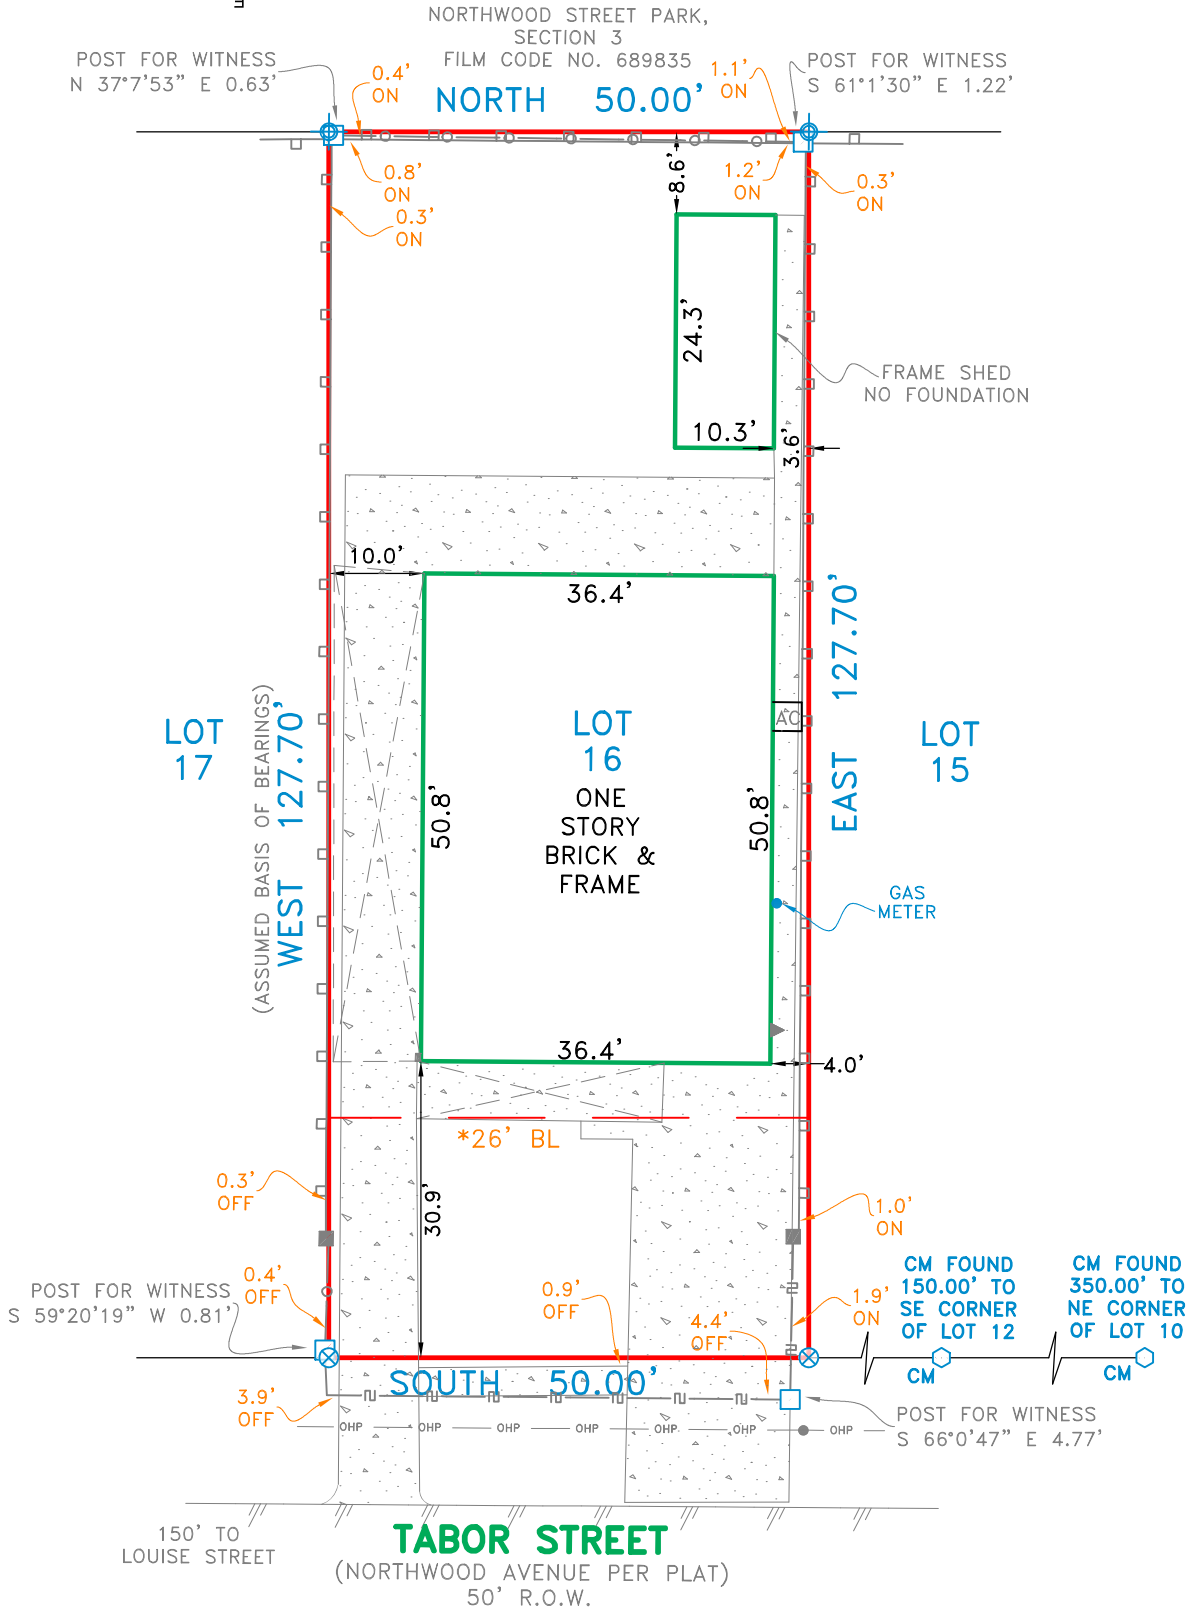 NORTHWOOD STREET PARK,
SECTION 3
FILM CODE NO. 689835
POST FOR WITNESS
N 37°7'53" E 0.63'
POST FOR WITNESS
S 61°1'30" E 1.22'
0.4'
ON
1.1'
ON
NORTH 50.00'
0.8'
ON
0.3'
ON
8.6'
1.2'
ON
0.3'
ON
24.3'
FRAME SHED
NO FOUNDATION
10.3'
3.6'
10.0'
36.4'
LOT
17
(ASSUMED BASIS OF BEARINGS)
WEST 127.70'
LOT
16
ONE
STORY
BRICK &
FRAME
50.8'
50.8'
AC
EAST 127.70'
LOT
15
GAS
METER
36.4'
4.0'
*26' BL
30.9'
0.3'
OFF
1.0'
ON
POST FOR WITNESS
S 59°20'19" W 0.81'
0.4'
OFF
0.9'
OFF
4.4'
OFF
1.9'
ON
CM FOUND
150.00' TO
SE CORNER
OF LOT 12
CM
CM FOUND
350.00' TO
NE CORNER
OF LOT 10
CM
SOUTH 50.00'
3.9'
OFF
OHP OHP OHP OHP OHP OHP OHP
POST FOR WITNESS
S 66°0'47" E 4.77'
150' TO
LOUISE STREET
TABOR STREET
(NORTHWOOD AVENUE PER PLAT)
50' R.O.W.